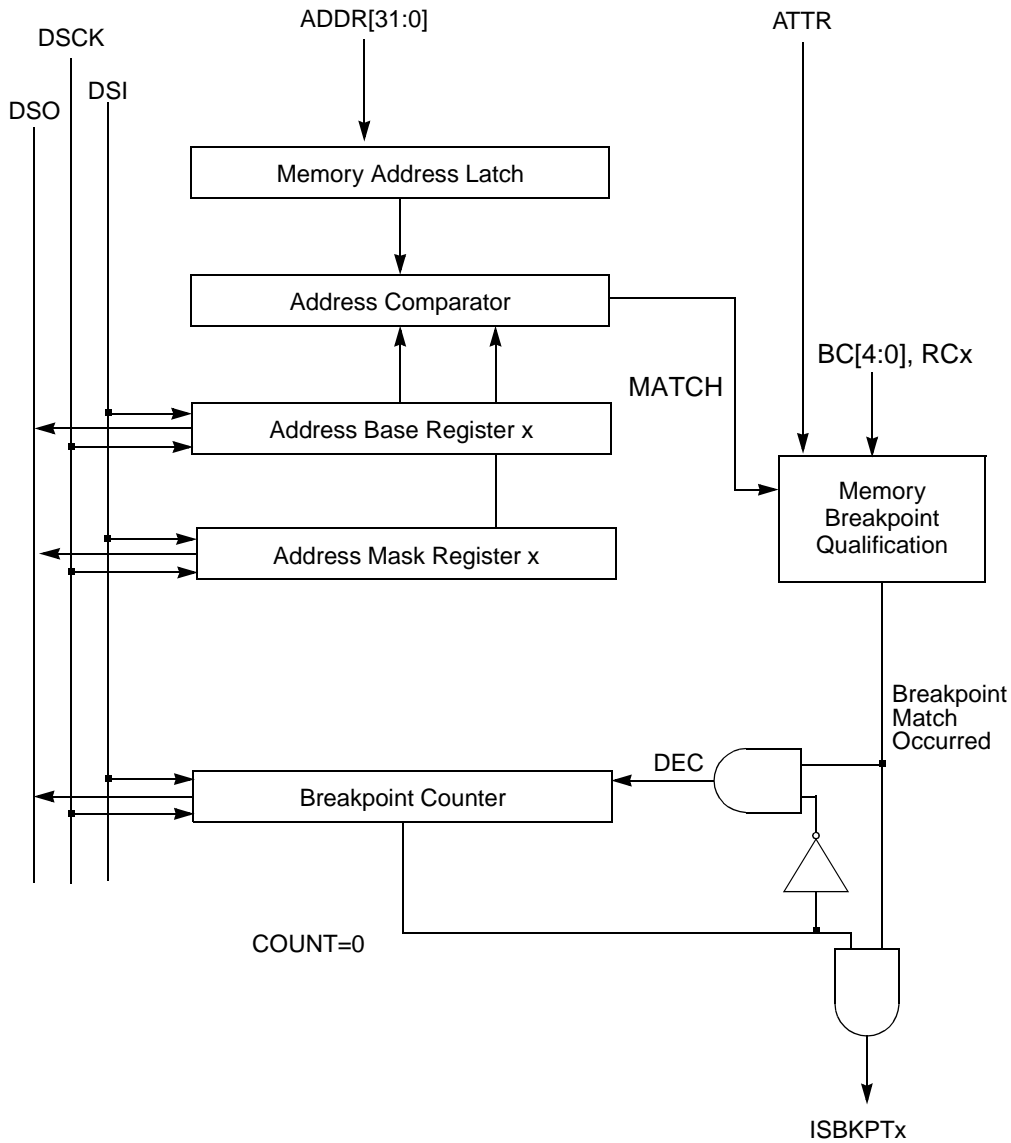 ADDR[31:0]
ATTR
DSCK
DSI
DSO
Memory Address Latch
Address Comparator
BC[4:0], RCx
MATCH
Address Base Register x
Memory
Breakpoint
Qualification
Address Mask Register x
Breakpoint
Match
Occurred
DEC
Breakpoint Counter
COUNT=0
ISBKPTx